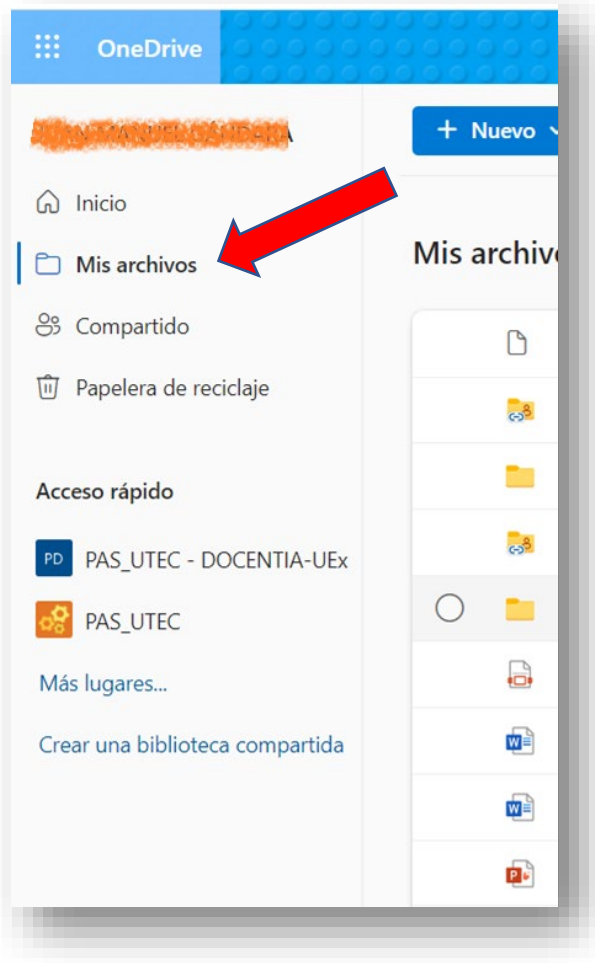 OneDrive
+ Nuevo
Inicio
Mis archivos
Mis archiv
Compartido
Papelera de reciclaje
Acceso rápido
PD PAS_UTEC - DOCENTIA-UEx
PAS_UTEC
Más lugares...
Crear una biblioteca compartida